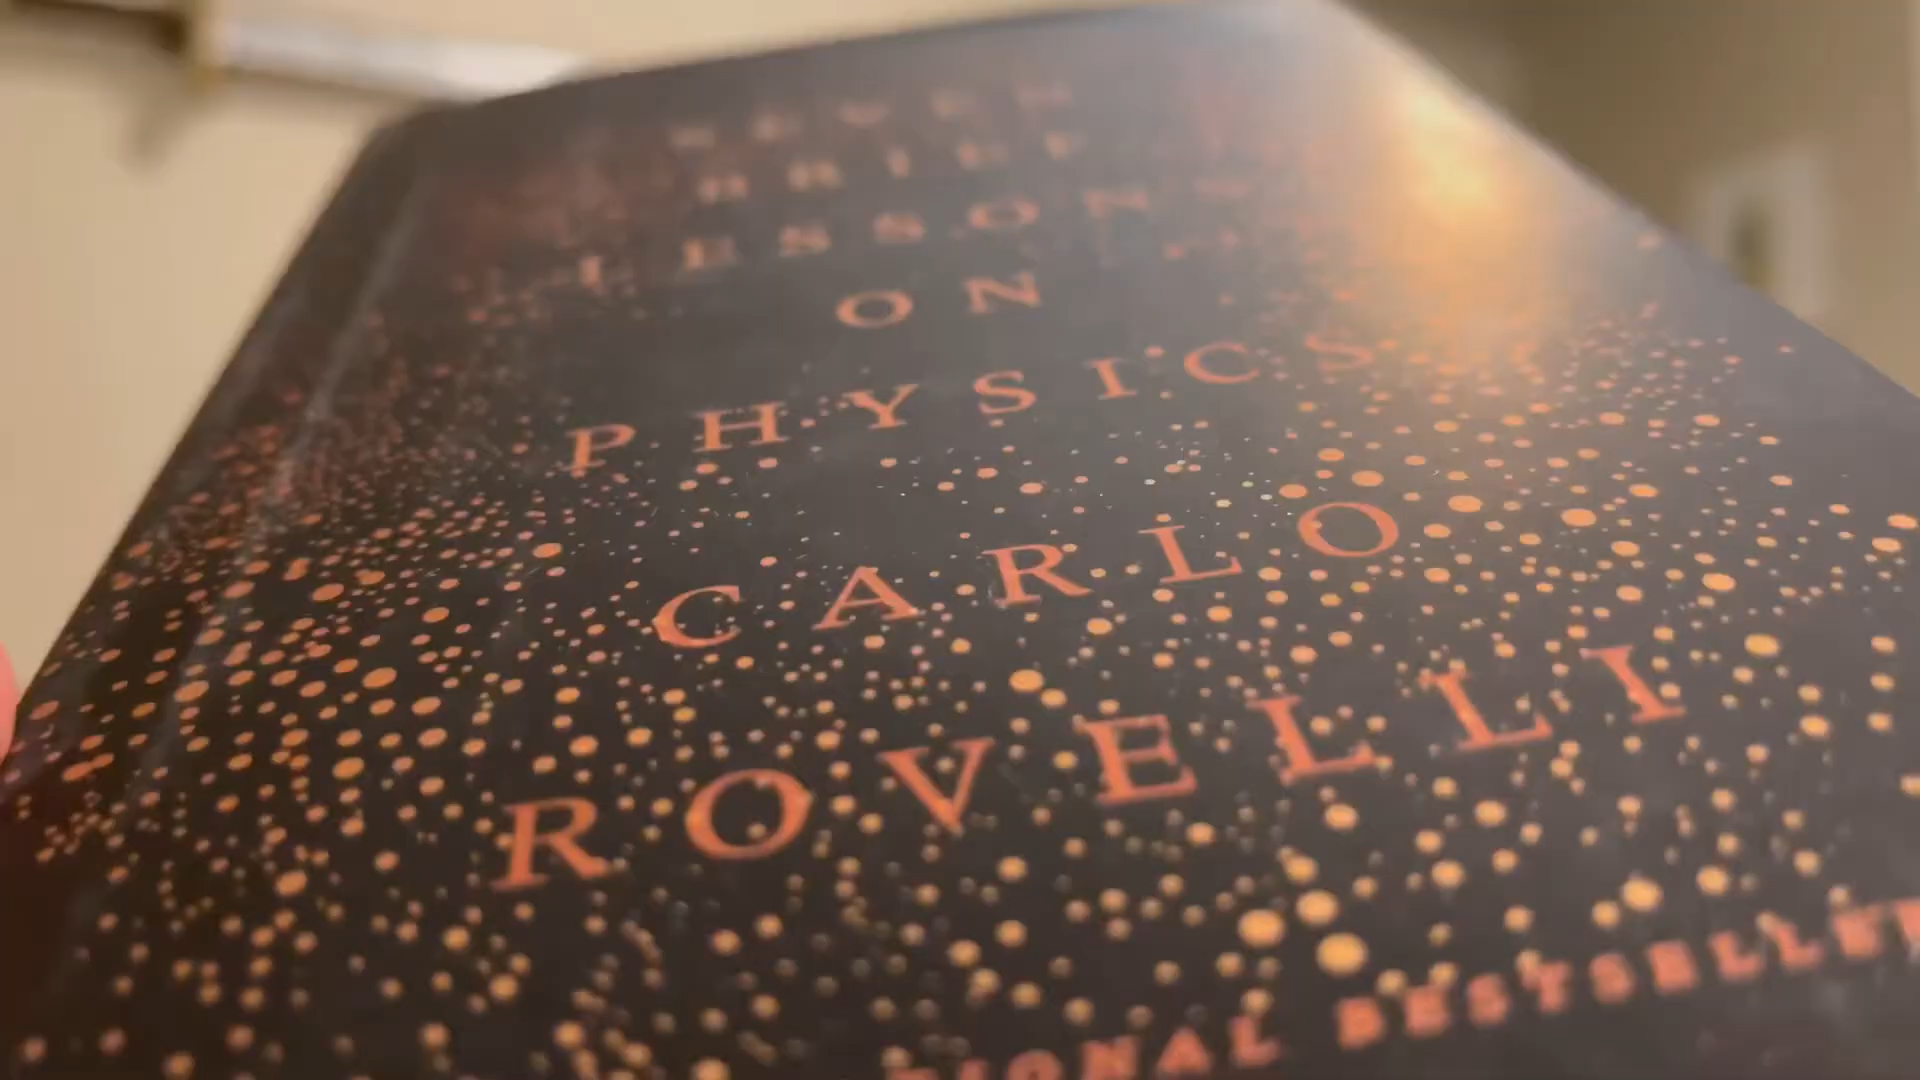 SEVEN
BRIEF
LESSONS
ON
PHYSICS
CARLO
ROVELLI
BESTSELLER